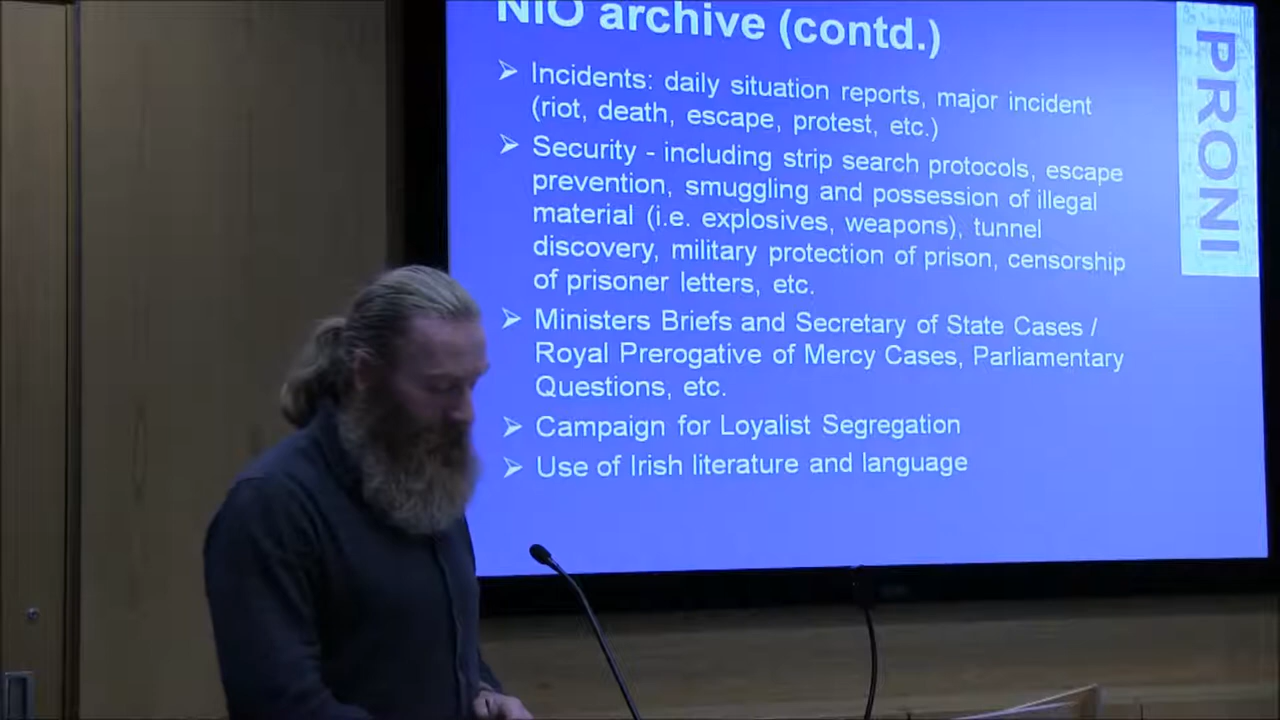 NIO archive (contd.)
➢ Incidents: daily situation reports, major incident
(riot, death, escape, protest, etc.)
➢ Security - including strip search protocols, escape
prevention, smuggling and possession of illegal
material (i.e. explosives, weapons), tunnel
discovery, military protection of prison, censorship
of prisoner letters, etc.
➢ Ministers Briefs and Secretary of State Cases /
Royal Prerogative of Mercy Cases, Parliamentary
Questions, etc.
➢ Campaign for Loyalist Segregation
➢ Use of Irish literature and language
PRONI